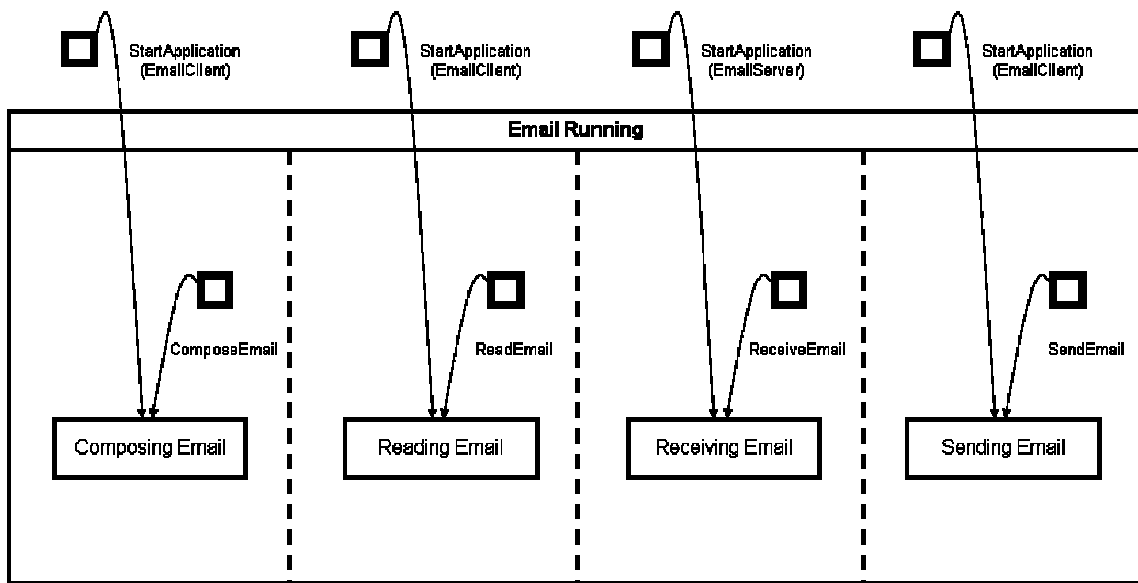 StartApplication
(EmailClient)
StartApplication
(EmailClient)
StartApplication
(EmailServer)
StartApplication
(EmailClient)
Email Running
ComposeEmail
ReadEmail
ReceiveEmail
SendEmail
Composing Email
Reading Email
Receiving Email
Sending Email